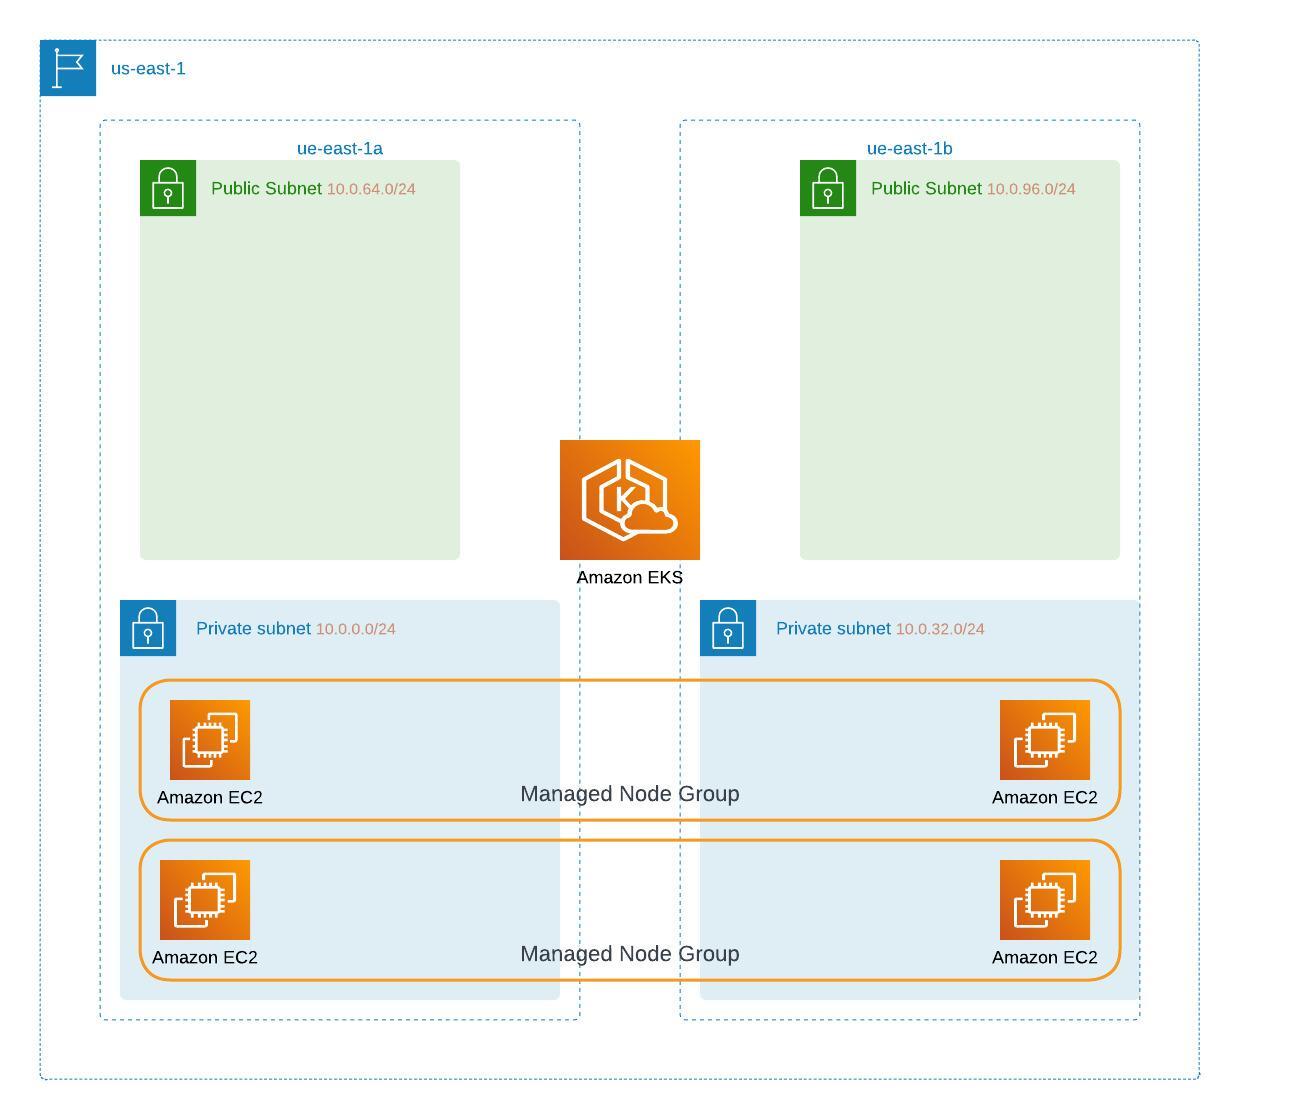 us-east-1
ue-east-1a
ue-east-1b
Public Subnet 10.0.64.0/24
Public Subnet 10.0.96.0/24
K
Amazon EKS
Private subnet 10.0.0.0/24
Private subnet 10.0.32.0/24
Amazon EC2
Managed Node Group
Amazon EC2
Amazon EC2
Managed Node Group
Amazon EC2